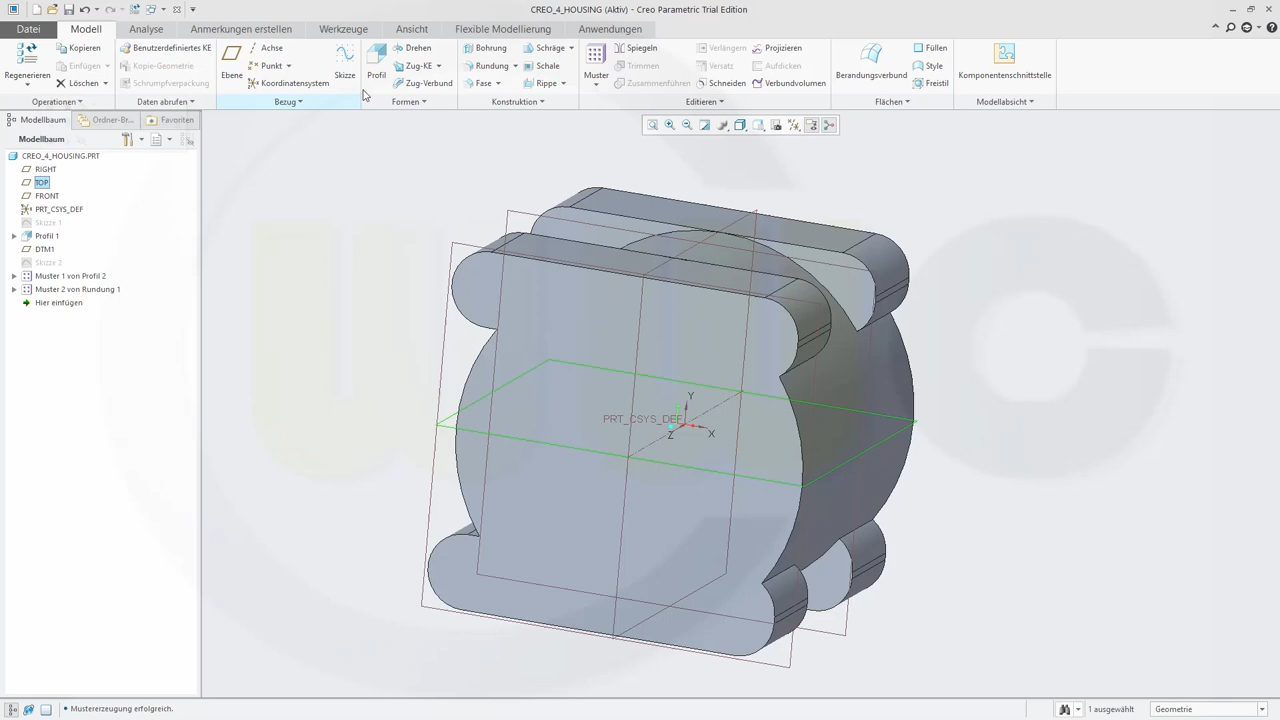 CREO_4_HOUSING (Aktiv) - Creo Parametric Trial Edition
Datei Modell Analyse Anmerkungen erstellen Werkzeuge Ansicht Flexible Modellierung Anwendungen
Regenerieren Kopieren Einfügen Löschen
Benutzerdefiniertes KE Kopie-Geometrie Schrumpfverpackung
Ebene Achse Punkt Koordinatensystem Skizze
Profil Drehen Zug-KE Zug-Verbund
Bohrung Rundung Fase Schräge Schale Rippe
Muster Spiegeln Trimmen Zusammenführen Verlängern Versatz Schneiden Projizieren Aufdicken Verbundvolumen
Berandungsverbund Füllen Style Freistil
Komponentenschnittstelle
Operationen Daten abrufen Bezug Formen Konstruktion Editieren Flächen Modellabsicht
Modellbaum Ordner-Br... Favoriten
Modellbaum
CREO_4_HOUSING.PRT
RIGHT
TOP
FRONT
PRT_CSYS_DEF
Skizze 1
Profil 1
DTM1
Skizze 2
Muster 1 von Profil 2
Muster 2 von Rundung 1
Hier einfügen
Y
PRT_CSYS_DEF
X
Z
Mustererzeugung erfolgreich.
1 ausgewählt
Geometrie